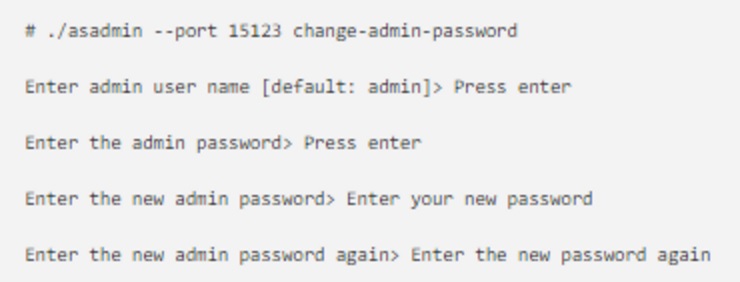 # ./asadmin --port 15123 change-admin-password
Enter admin user name [default: admin]> Press enter
Enter the admin password> Press enter
Enter the new admin password> Enter your new password
Enter the new admin password again> Enter the new password again